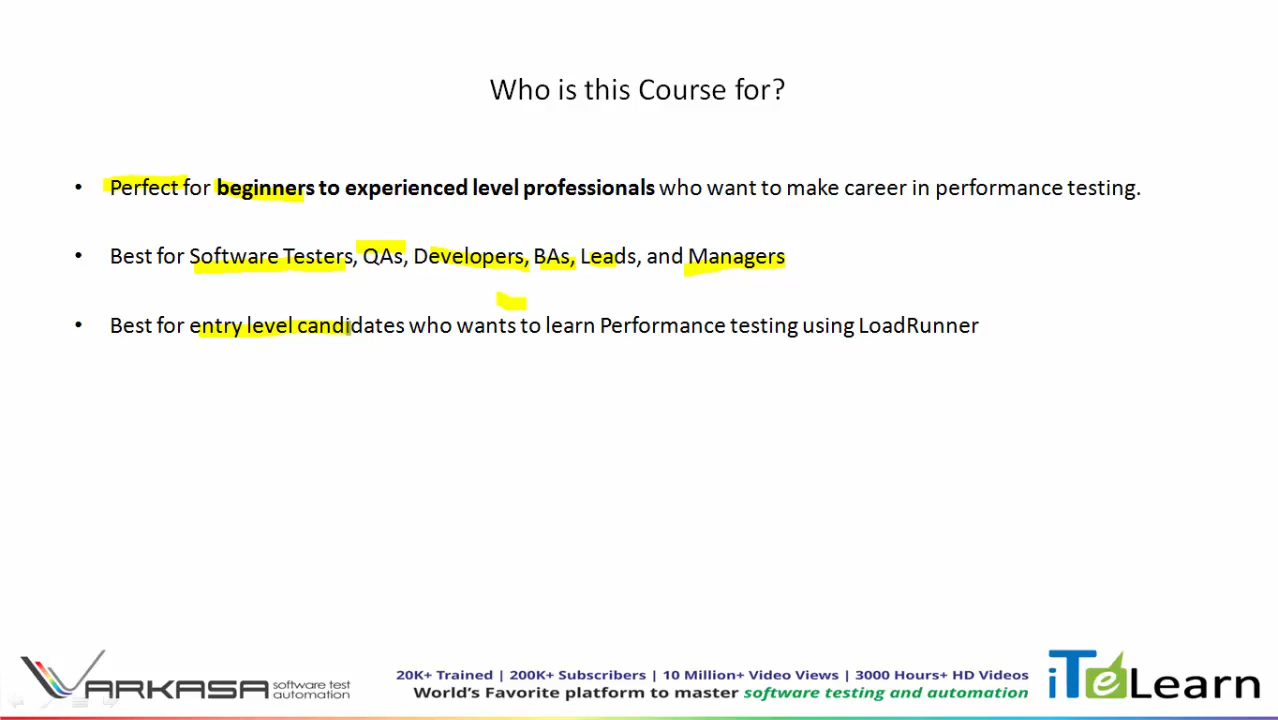 Who is this Course for?
• Perfect for beginners to experienced level professionals who want to make career in performance testing.
• Best for Software Testers, QAs, Developers, BAs, Leads, and Managers
• Best for entry level candidates who wants to learn Performance testing using LoadRunner
VARKASA software test automation
20K+ Trained | 200K+ Subscribers | 10 Million+ Video Views | 3000 Hours+ HD Videos
World's Favorite platform to master software testing and automation
iTeLearn